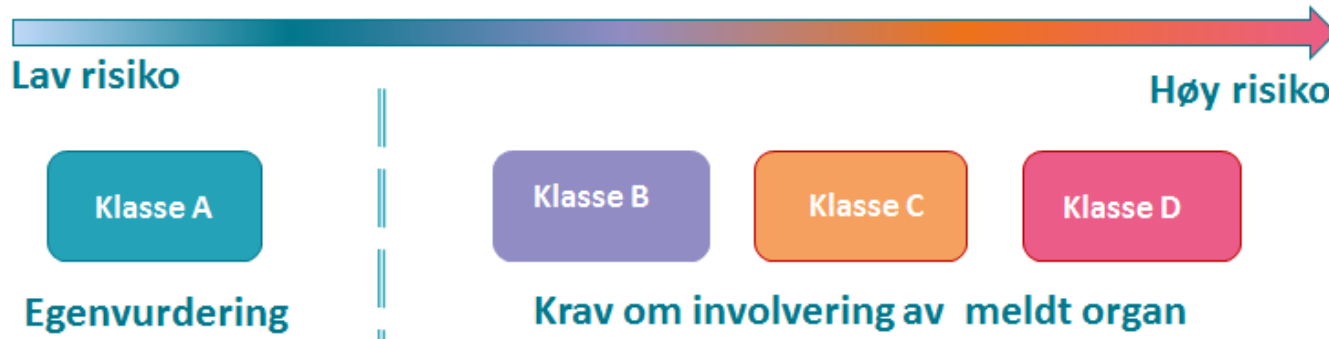 Lav risiko
Høy risiko
Klasse A
Klasse B
Klasse C
Klasse D
Egenvurdering
Krav om involvering av meldt organ